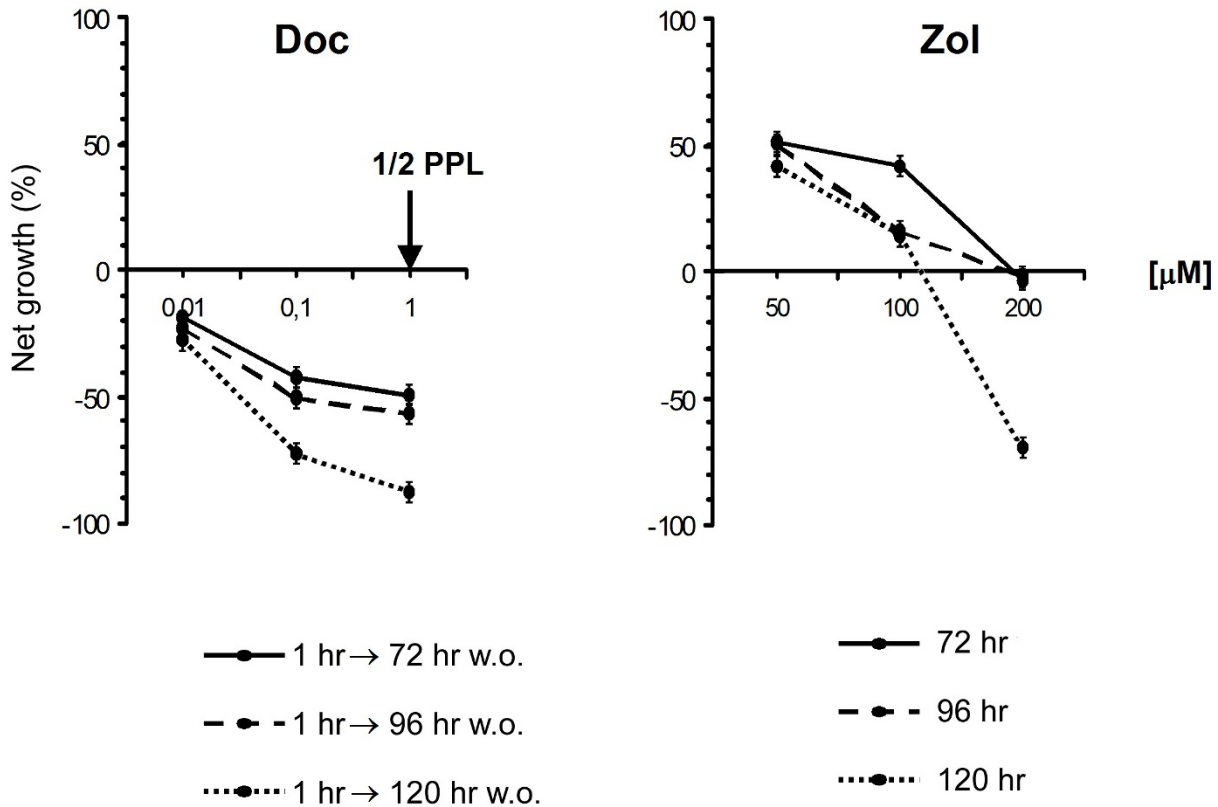 Doc
100
50
0
-50
-100
Net growth (%)
1/2 PPL
0,01
0,1
1
1 hr→ 72 hr w.o.
1 hr→ 96 hr w.o.
1 hr→ 120 hr w.o.
Zol
100
50
0
-50
-100
50
100
200
[μM]
72 hr
96 hr
120 hr